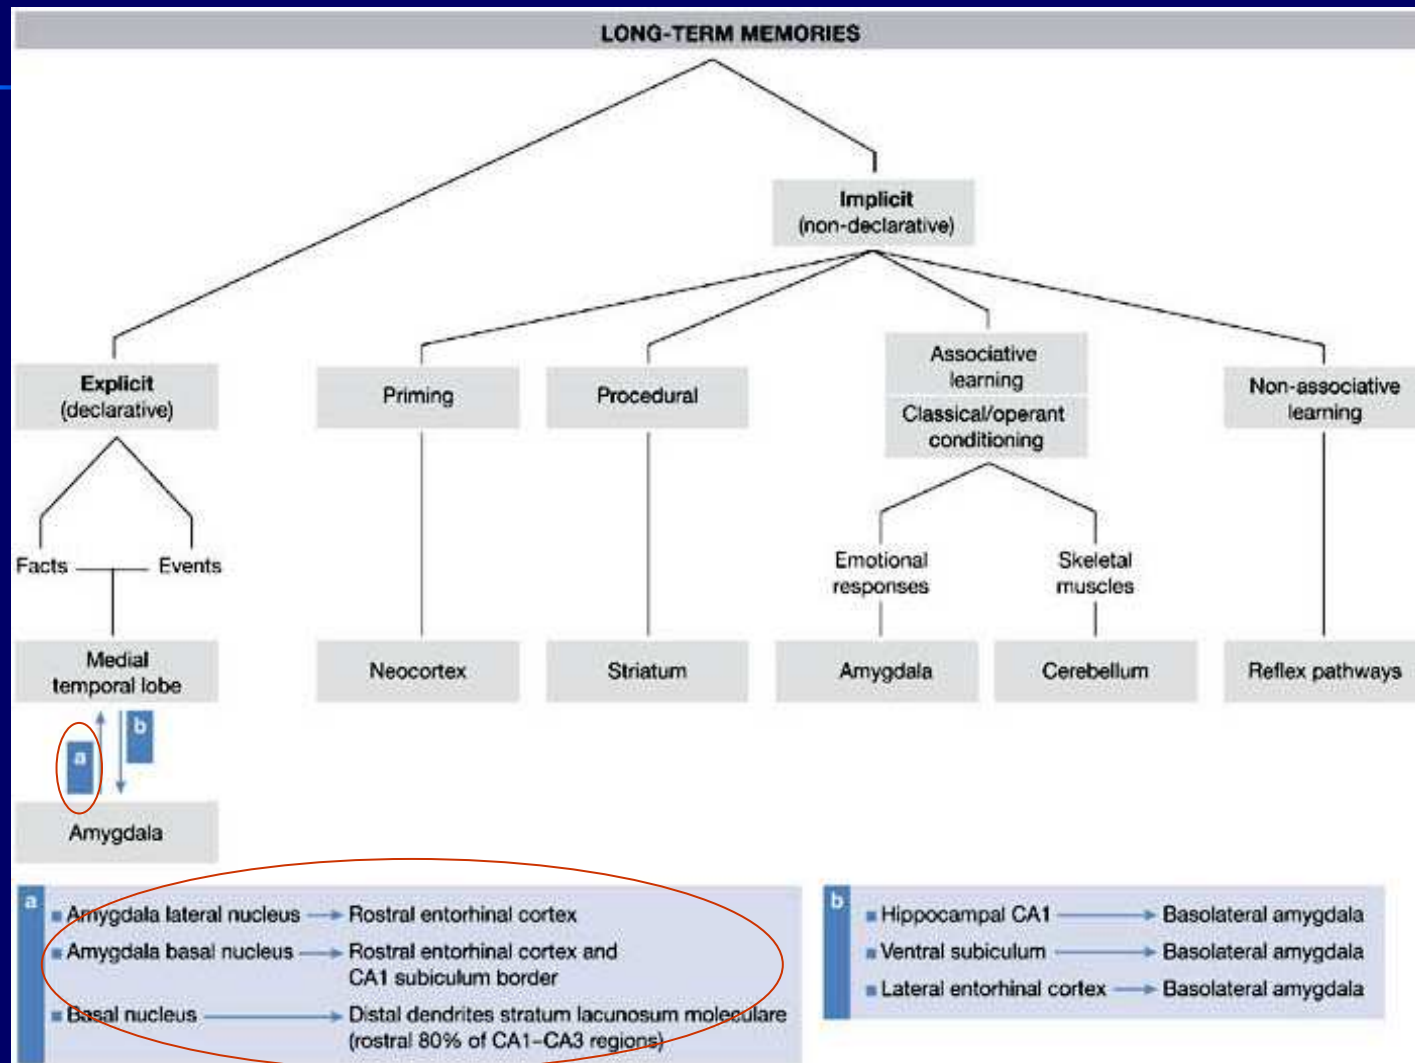 LONG-TERM MEMORIES
Implicit
(non-declarative)
Explicit
(declarative)
Priming
Procedural
Associative
learning
Classical/operant
conditioning
Non-associative
learning
Facts
Events
Emotional
responses
Skeletal
muscles
Medial
temporal lobe
Neocortex
Striatum
Amygdala
Cerebellum
Reflex pathways
a
b
Amygdala
a
Amygdala lateral nucleus Rostral entorhinal cortex
Amygdala basal nucleus Rostral entorhinal cortex and
CA1 subiculum border
Basal nucleus Distal dendrites stratum lacunosum moleculare
(rostral 80% of CA1–CA3 regions)
b
Hippocampal CA1 Basolateral amygdala
Ventral subiculum Basolateral amygdala
Lateral entorhinal cortex Basolateral amygdala